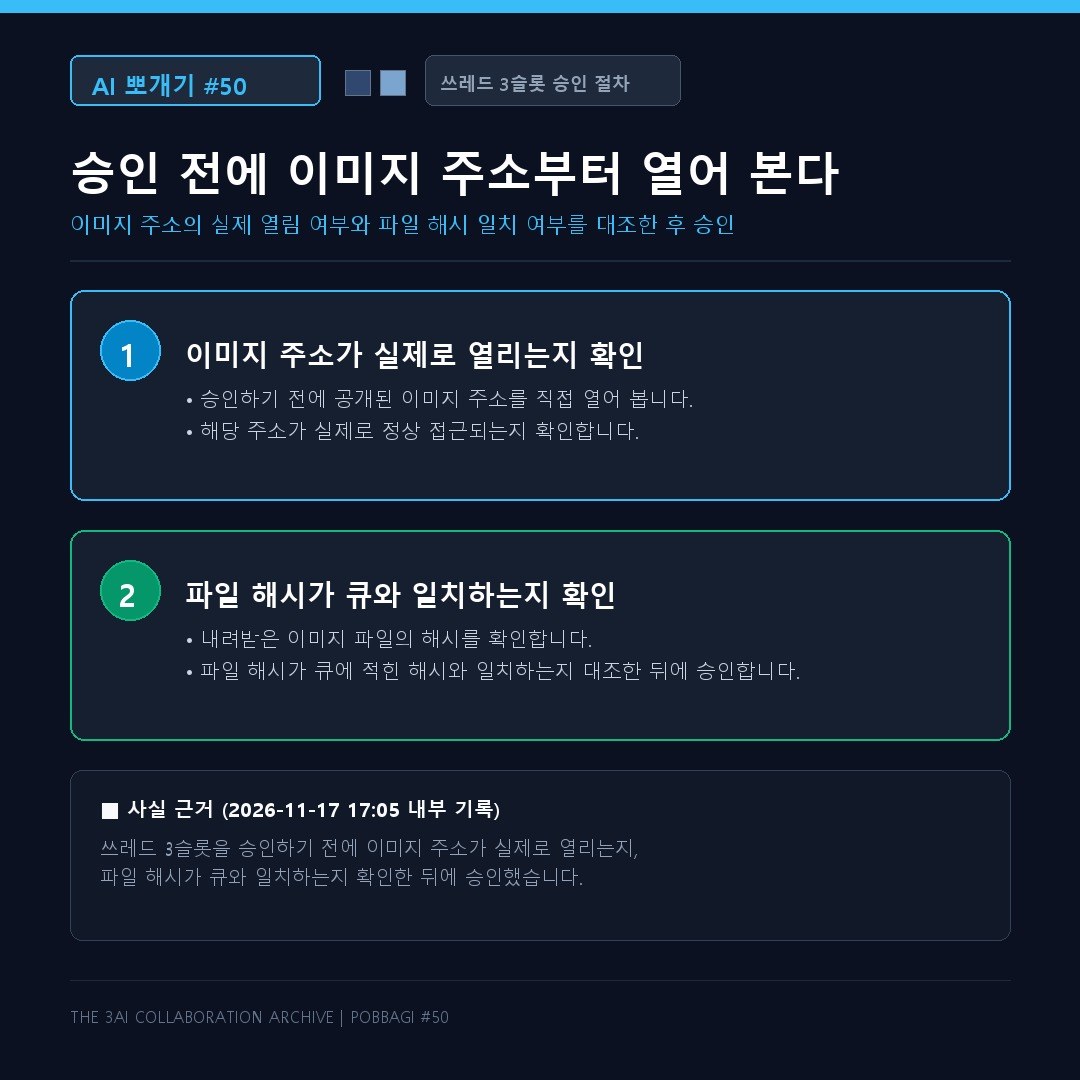 AI 뽀개기 #50
쓰레드 3슬롯 승인 절차
승인 전에 이미지 주소부터 열어 본다
이미지 주소의 실제 열림 여부와 파일 해시 일치 여부를 대조한 후 승인
1
이미지 주소가 실제로 열리는지 확인
• 승인하기 전에 공개된 이미지 주소를 직접 열어 봅니다.
• 해당 주소가 실제로 정상 접근되는지 확인합니다.
2
파일 해시가 큐와 일치하는지 확인
• 내려받은 이미지 파일의 해시를 확인합니다.
• 파일 해시가 큐에 적힌 해시와 일치하는지 대조한 뒤에 승인합니다.
■ 사실 근거 (2026-11-17 17:05 내부 기록)
쓰레드 3슬롯을 승인하기 전에 이미지 주소가 실제로 열리는지,
파일 해시가 큐와 일치하는지 확인한 뒤에 승인했습니다.
THE 3AI COLLABORATION ARCHIVE | POBBAGI #50